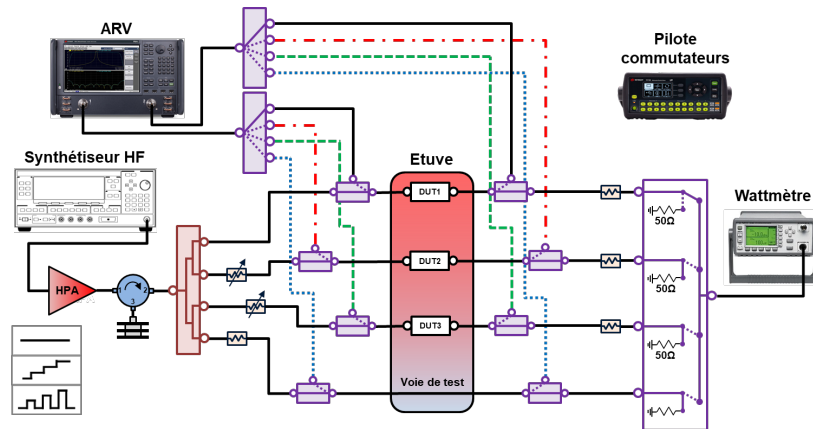 ARV
Pilote
commutateurs
Synthétiseur HF
Etuve
Wattmètre
DUT1
50Ω
DUT2
50Ω
HPA
1
2
3
DUT3
50Ω
Voie de test